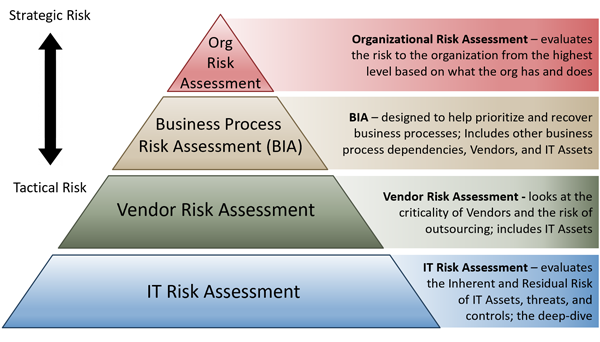 Strategic Risk
Tactical Risk
Org
Risk
Assessment
Organizational Risk Assessment – evaluates
the risk to the organization from the highest
level based on what the org has and does
Business Process
Risk Assessment (BIA)
BIA – designed to help prioritize and recover
business processes; Includes other business
process dependencies, Vendors, and IT Assets
Vendor Risk Assessment
Vendor Risk Assessment - looks at the
criticality of Vendors and the risk of
outsourcing; includes IT Assets
IT Risk Assessment
IT Risk Assessment – evaluates
the Inherent and Residual Risk
of IT Assets, threats, and
controls; the deep-dive